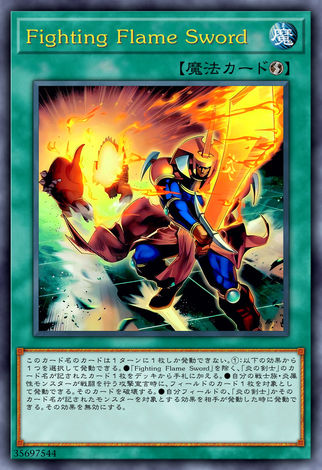 Fighting Flame Sword
魔
【魔法カード】
このカード名のカードは1ターンに1枚しか発動できない。①:以下の効果から
1つを選択して発動できる。●「Fighting Flame Sword」を除く、「炎の剣士」のカ
ード名が記されたカード1枚をデッキから手札に加える。●自分の戦士族・炎属
性モンスターが戦闘を行う攻撃宣言時に、フィールドのカード1枚を対象として
発動できる。そのカードを破壊する。●自分フィールドの、「炎の剣士」かそのカ
ード名が記されたモンスターを対象とする効果を相手が発動した時に発動でき
る。その効果を無効にする。
35697544